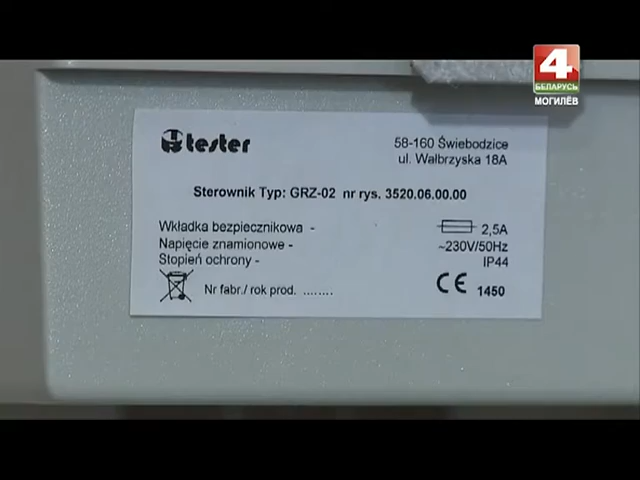 4
БЕЛАРУСЬ
МОГИЛЁВ
tester
58-160 Świebodzice
ul. Wałbrzyska 18A
Sterownik Typ: GRZ-02 nr rys. 3520.06.00.00
Wkładka bezpiecznikowa - 2,5A
Napięcie znamionowe - ~230V/50Hz
Stopień ochrony - IP44
Nr fabr./ rok prod. ........ CE 1450